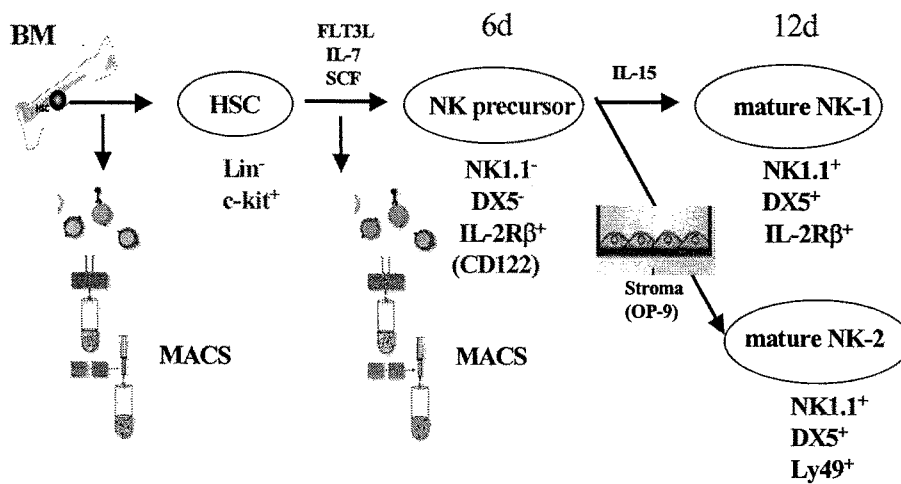 BM
FLT3L
IL-7
SCF
6d
12d
IL-15
HSC
NK precursor
mature NK-1
Lin⁻
c-kit⁺
NK1.1⁻
DX5⁻
IL-2Rβ⁺
(CD122)
NK1.1⁺
DX5⁺
IL-2Rβ⁺
Stroma
(OP-9)
mature NK-2
MACS
MACS
NK1.1⁺
DX5⁺
Ly49⁺